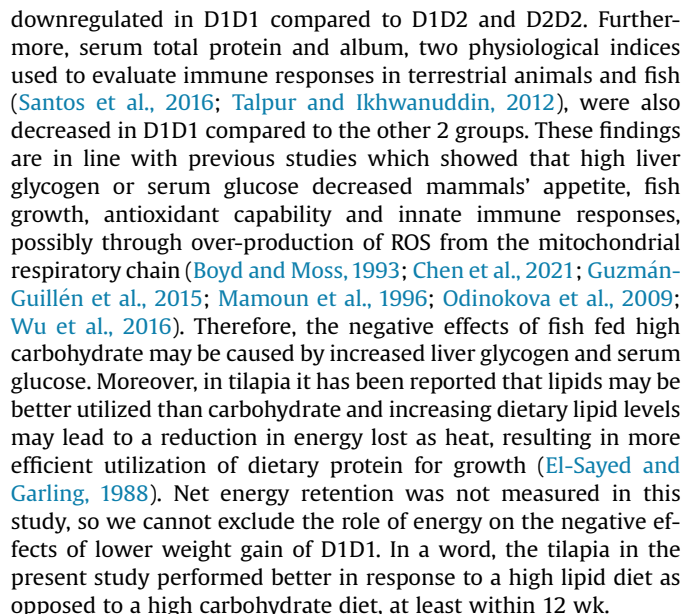 downregulated in D1D1 compared to D1D2 and D2D2. Further-
more, serum total protein and album, two physiological indices
used to evaluate immune responses in terrestrial animals and fish
(Santos et al., 2016; Talpur and Ikhwanuddin, 2012), were also
decreased in D1D1 compared to the other 2 groups. These findings
are in line with previous studies which showed that high liver
glycogen or serum glucose decreased mammals' appetite, fish
growth, antioxidant capability and innate immune responses,
possibly through over-production of ROS from the mitochondrial
respiratory chain (Boyd and Moss, 1993; Chen et al., 2021; Guzmán-
Guillén et al., 2015; Mamoun et al., 1996; Odinokova et al., 2009;
Wu et al., 2016). Therefore, the negative effects of fish fed high
carbohydrate may be caused by increased liver glycogen and serum
glucose. Moreover, in tilapia it has been reported that lipids may be
better utilized than carbohydrate and increasing dietary lipid levels
may lead to a reduction in energy lost as heat, resulting in more
efficient utilization of dietary protein for growth (El-Sayed and
Garling, 1988). Net energy retention was not measured in this
study, so we cannot exclude the role of energy on the negative ef-
fects of lower weight gain of D1D1. In a word, the tilapia in the
present study performed better in response to a high lipid diet as
opposed to a high carbohydrate diet, at least within 12 wk.